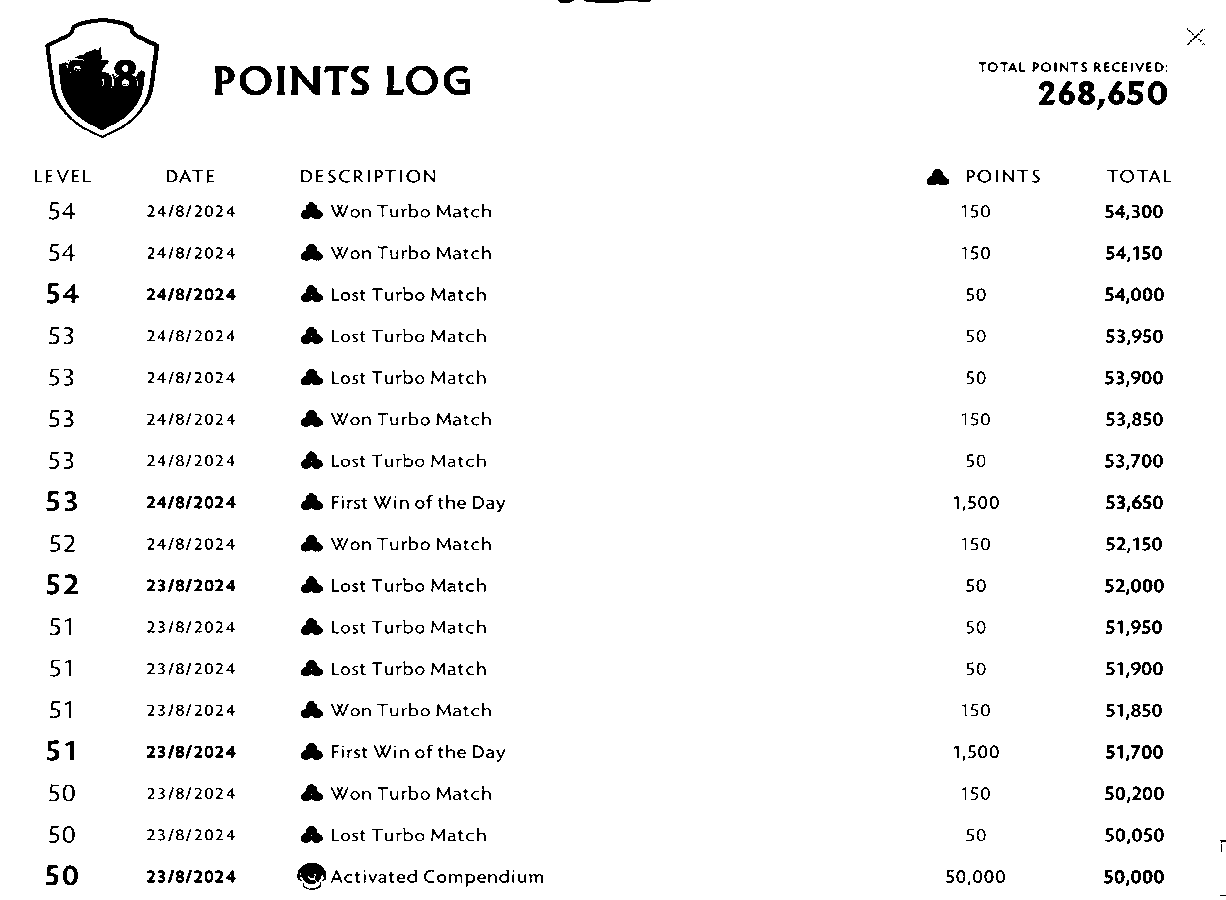 POINTS LOG
TOTAL POINTS RECEIVED:
268,650
LEVEL DATE DESCRIPTION POINTS TOTAL
54 24/8/2024 Won Turbo Match 150 54,300
54 24/8/2024 Won Turbo Match 150 54,150
54 24/8/2024 Lost Turbo Match 50 54,000
53 24/8/2024 Lost Turbo Match 50 53,950
53 24/8/2024 Lost Turbo Match 50 53,900
53 24/8/2024 Won Turbo Match 150 53,850
53 24/8/2024 Lost Turbo Match 50 53,700
53 24/8/2024 First Win of the Day 1,500 53,650
52 24/8/2024 Won Turbo Match 150 52,150
52 23/8/2024 Lost Turbo Match 50 52,000
51 23/8/2024 Lost Turbo Match 50 51,950
51 23/8/2024 Lost Turbo Match 50 51,900
51 23/8/2024 Won Turbo Match 150 51,850
51 23/8/2024 First Win of the Day 1,500 51,700
50 23/8/2024 Won Turbo Match 150 50,200
50 23/8/2024 Lost Turbo Match 50 50,050
50 23/8/2024 Activated Compendium 50,000 50,000